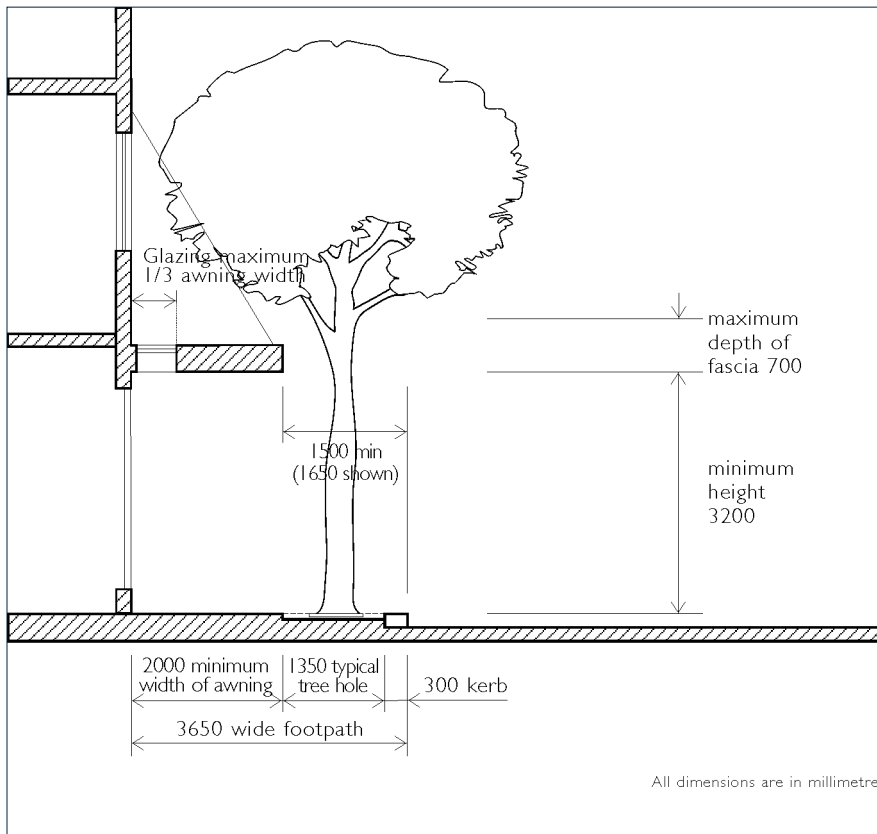 Glazing maximum
1/3 awning width
maximum
depth of
fascia 700
1500 min
(1650 shown)
minimum
height
3200
2000 minimum
width of awning
1350 typical
tree hole
300 kerb
3650 wide footpath
All dimensions are in millimetre